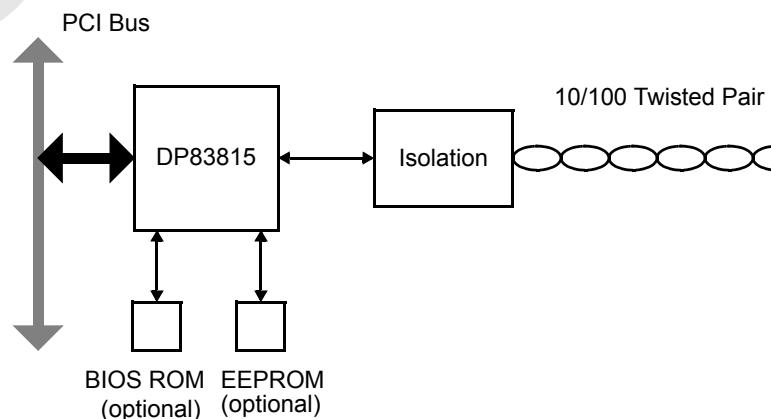 PCI Bus
10/100 Twisted Pair
DP83815
Isolation
BIOS ROM
(optional)
EEPROM
(optional)